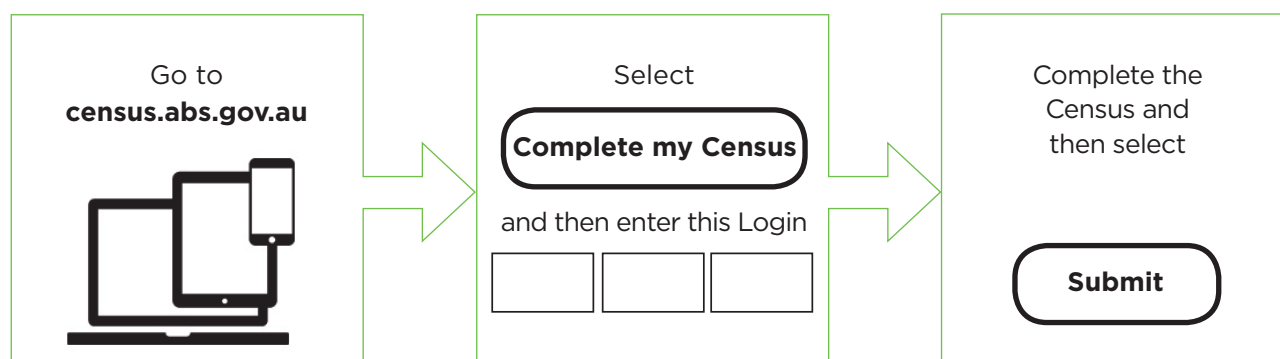 Go to
census.abs.gov.au
Select
Complete my Census
and then enter this Login
Complete the
Census and
then select
Submit